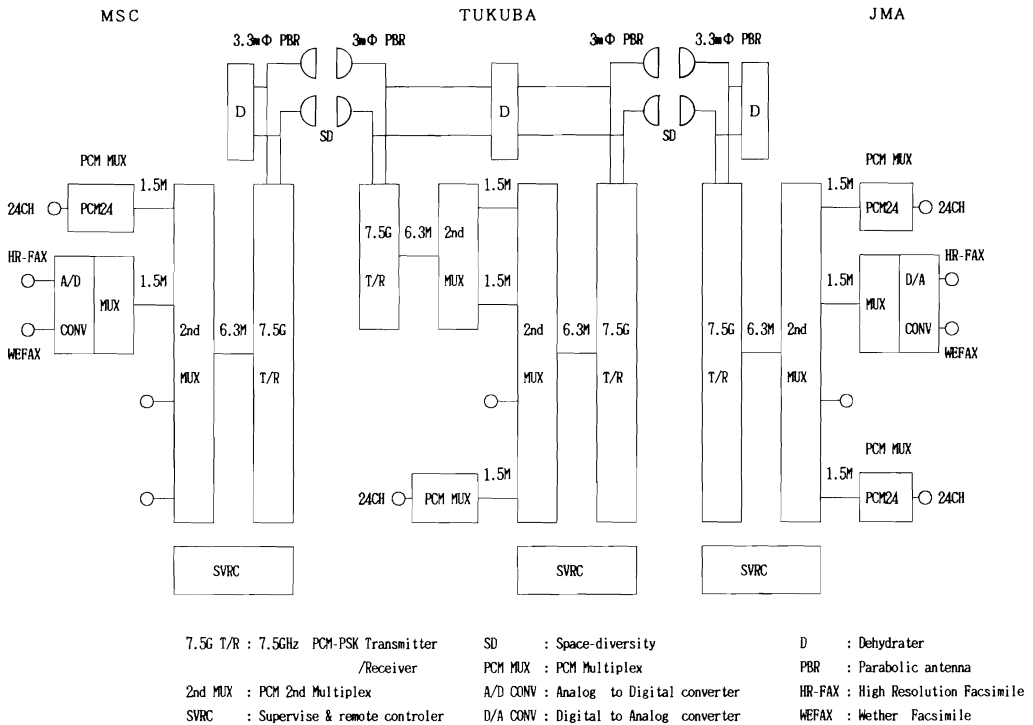 MSC
TUKUBA
JMA
3.3mΦ PBR
3mΦ PBR
3mΦ PBR
3.3mΦ PBR
D
D
D
SD
SD
PCM MUX
PCM MUX
24CH
PCM24
1.5M
HR-FAX
A/D
CONV
MUX
1.5M
WEFAX
2nd
MUX
6.3M
7.5G
T/R
7.5G
T/R
6.3M
2nd
MUX
1.5M
1.5M
2nd
MUX
6.3M
7.5G
T/R
24CH
PCM MUX
1.5M
7.5G
T/R
6.3M
2nd
MUX
1.5M
PCM24
24CH
1.5M
MUX
D/A
CONV
HR-FAX
WEFAX
PCM MUX
1.5M
PCM24
24CH
SVRC
SVRC
SVRC
7.5G T/R : 7.5GHz PCM-PSK Transmitter
/Receiver
2nd MUX : PCM 2nd Multiplex
SVRC : Supervise & remote controler
SD : Space-diversity
PCM MUX : PCM Multiplex
A/D CONV : Analog to Digital converter
D/A CONV : Digital to Analog converter
D : Dehydrater
PBR : Parabolic antenna
HR-FAX : High Resolution Facsimile
WEFAX : Wether Facsimile